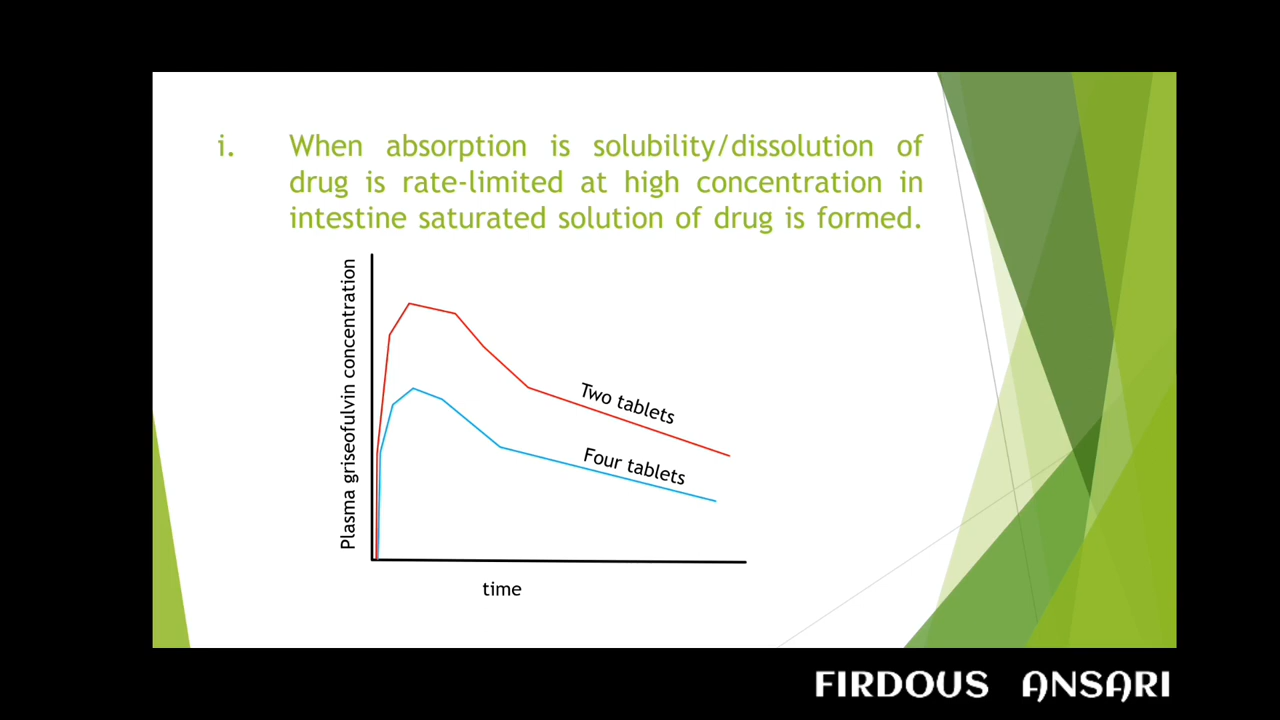 i. When absorption is solubility/dissolution of
drug is rate-limited at high concentration in
intestine saturated solution of drug is formed.
Plasma griseofulvin concentration
Two tablets
Four tablets
time
FIRDOUS ANSARI